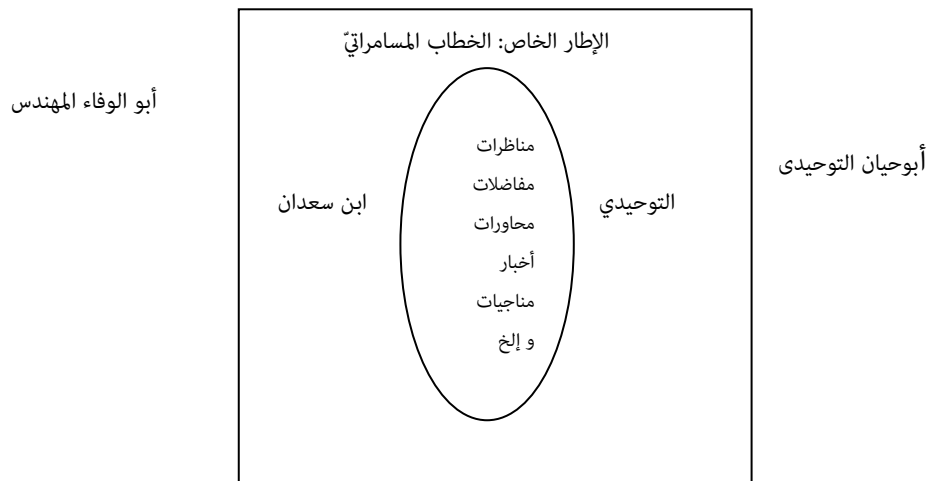 الإطار الخاص: الخطاب المسامراتيّ
أبو الوفاء المهندس
أبوحيان التوحيدى
مناظرات
مفاضلات
التوحيدي
ابن سعدان
محاورات
أخبار
مناجيات
و إلخ